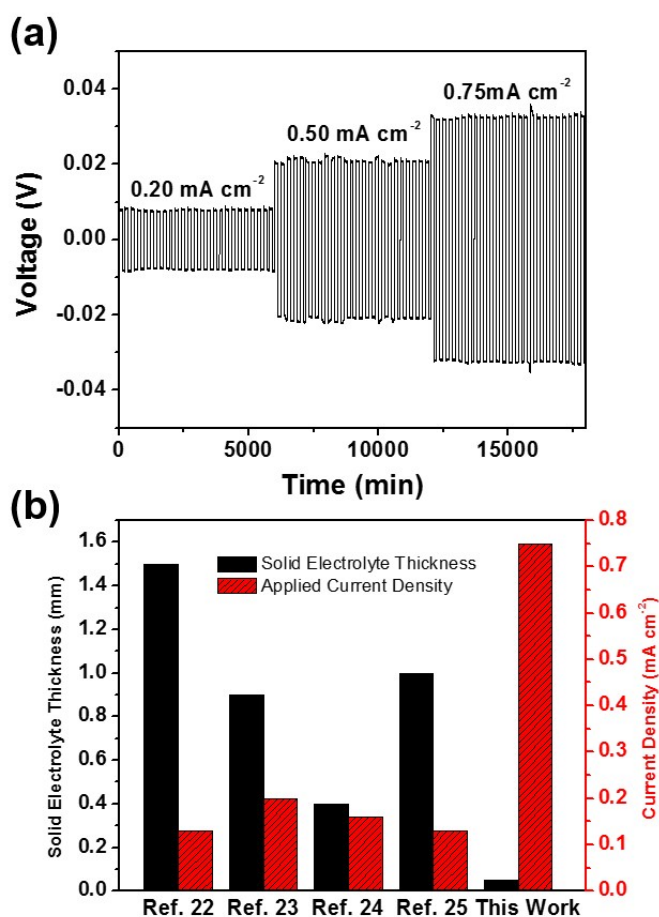 (a)
0.04
0.02
0.00
-0.02
-0.04
Voltage (V)
0.20 mA cm⁻²
0.50 mA cm⁻²
0.75mA cm⁻²
0
5000
10000
15000
Time (min)
(b)
1.6
1.4
1.2
1.0
0.8
0.6
0.4
0.2
0.0
Solid Electrolyte Thickness (mm)
Solid Electrolyte Thickness
Applied Current Density
0.8
0.7
0.6
0.5
0.4
0.3
0.2
0.1
0.0
Current Density (mA cm⁻²)
Ref. 22 Ref. 23 Ref. 24 Ref. 25 This Work